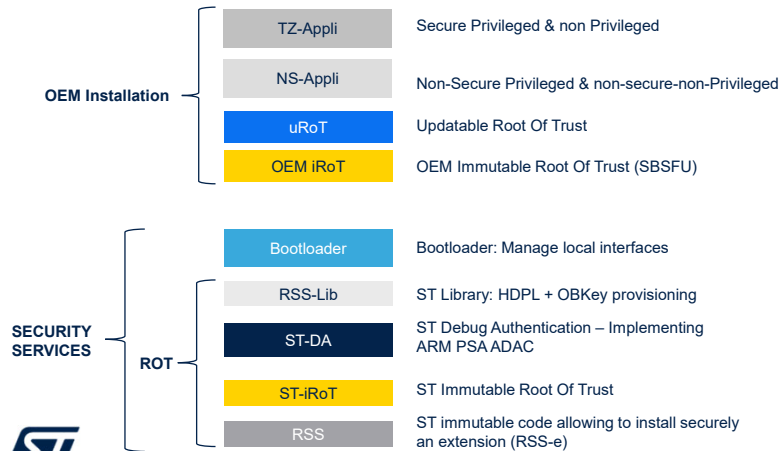 TZ-Appli
Secure Privileged & non Privileged
NS-Appli
Non-Secure Privileged & non-secure-non-Privileged
OEM Installation
uRoT
Updatable Root Of Trust
OEM iRoT
OEM Immutable Root Of Trust (SBSFU)
Bootloader
Bootloader: Manage local interfaces
RSS-Lib
ST Library: HDPL + OBKey provisioning
SECURITY
SERVICES
ROT
ST-DA
ST Debug Authentication – Implementing
ARM PSA ADAC
ST-iRoT
ST Immutable Root Of Trust
RSS
ST immutable code allowing to install securely
an extension (RSS-e)
ST